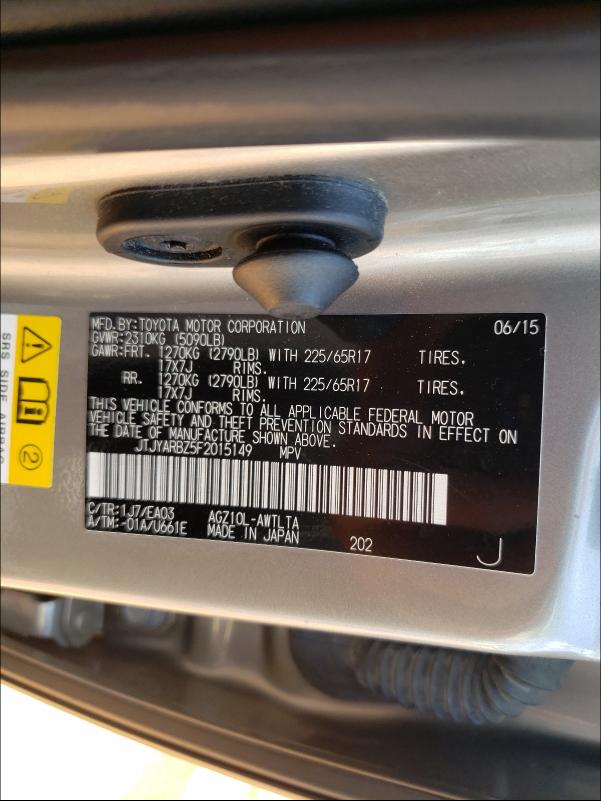 MFD.BY:TOYOTA MOTOR CORPORATION 06/15
GVWR:2310KG (5090LB)
GAWR:FRT. 1270KG (2790LB) WITH 225/65R17 TIRES,
17X7J RIMS.
RR. 1270KG (2790LB) WITH 225/65R17 TIRES,
17X7J RIMS.
THIS VEHICLE CONFORMS TO ALL APPLICABLE FEDERAL MOTOR
VEHICLE SAFETY AND THEFT PREVENTION STANDARDS IN EFFECT ON
THE DATE OF MANUFACTURE SHOWN ABOVE.
JTJYARBZ5F2015149 MPV
C/TR:1J7/EA03 AGZ10L-AWTLTA
A/TM:-01A/U661E MADE IN JAPAN 202
J
SRS SIDE AIRBAG
2